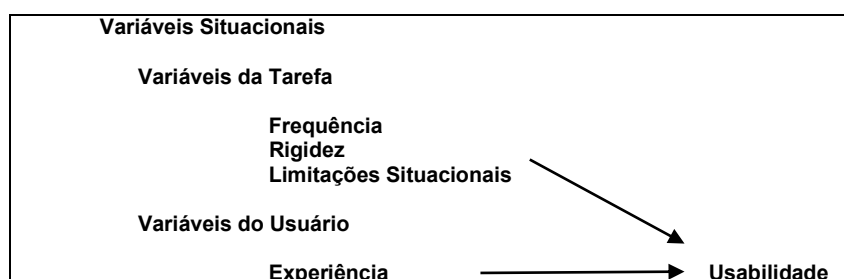 Variáveis Situacionais
Variáveis da Tarefa
Frequência
Rigidez
Limitações Situacionais
Variáveis do Usuário
Experiência Usabilidade